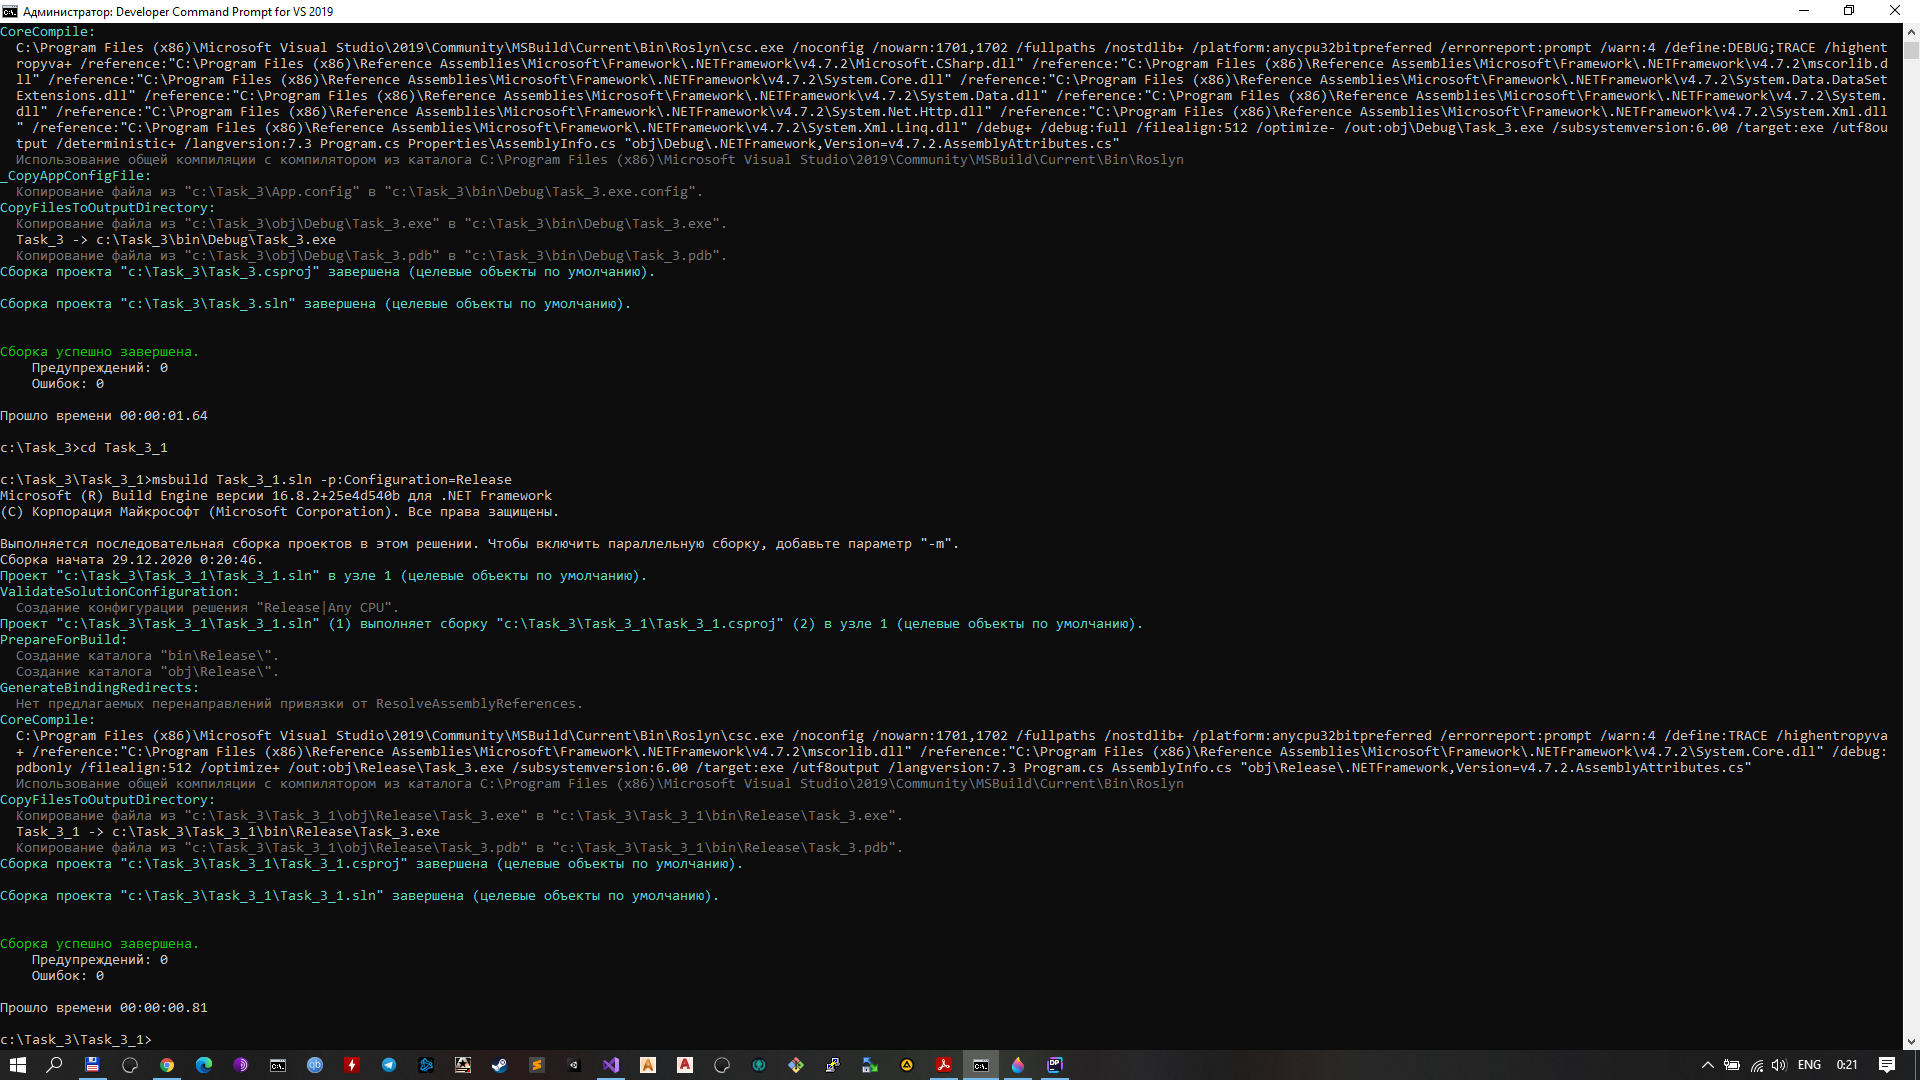 Администратор: Developer Command Prompt for VS 2019
CoreCompile:
C:\Program Files (x86)\Microsoft Visual Studio\2019\Community\MSBuild\Current\Bin\Roslyn\csc.exe /noconfig /nowarn:1701,1702 /fullpaths /nostdlib+ /platform:anycpu32bitpreferred /errorreport:prompt /warn:4 /define:DEBUG;TRACE /highent
ropyva+ /reference:"C:\Program Files (x86)\Reference Assemblies\Microsoft\Framework\.NETFramework\v4.7.2\Microsoft.CSharp.dll" /reference:"C:\Program Files (x86)\Reference Assemblies\Microsoft\Framework\.NETFramework\v4.7.2\mscorlib.d
ll" /reference:"C:\Program Files (x86)\Reference Assemblies\Microsoft\Framework\.NETFramework\v4.7.2\System.Core.dll" /reference:"C:\Program Files (x86)\Reference Assemblies\Microsoft\Framework\.NETFramework\v4.7.2\System.Data.DataSet
Extensions.dll" /reference:"C:\Program Files (x86)\Reference Assemblies\Microsoft\Framework\.NETFramework\v4.7.2\System.Data.dll" /reference:"C:\Program Files (x86)\Reference Assemblies\Microsoft\Framework\.NETFramework\v4.7.2\System.
dll" /reference:"C:\Program Files (x86)\Reference Assemblies\Microsoft\Framework\.NETFramework\v4.7.2\System.Net.Http.dll" /reference:"C:\Program Files (x86)\Reference Assemblies\Microsoft\Framework\.NETFramework\v4.7.2\System.Xml.dll
" /reference:"C:\Program Files (x86)\Reference Assemblies\Microsoft\Framework\.NETFramework\v4.7.2\System.Xml.Linq.dll" /debug+ /debug:full /filealign:512 /optimize- /out:obj\Debug\Task_3.exe /subsystemversion:6.00 /target:exe /utf8ou
tput /deterministic+ /langversion:7.3 Program.cs Properties\AssemblyInfo.cs "obj\Debug\.NETFramework,Version=v4.7.2.AssemblyAttributes.cs"
Использование общей компиляции с компилятором из каталога C:\Program Files (x86)\Microsoft Visual Studio\2019\Community\MSBuild\Current\Bin\Roslyn
_CopyAppConfigFile:
Копирование файла из "c:\Task_3\App.config" в "c:\Task_3\bin\Debug\Task_3.exe.config".
CopyFilesToOutputDirectory:
Копирование файла из "c:\Task_3\obj\Debug\Task_3.exe" в "c:\Task_3\bin\Debug\Task_3.exe".
Task_3 -> c:\Task_3\bin\Debug\Task_3.exe
Копирование файла из "c:\Task_3\obj\Debug\Task_3.pdb" в "c:\Task_3\bin\Debug\Task_3.pdb".
Сборка проекта "c:\Task_3\Task_3.csproj" завершена (целевые объекты по умолчанию).
Сборка проекта "c:\Task_3\Task_3.sln" завершена (целевые объекты по умолчанию).
Сборка успешно завершена.
Предупреждений: 0
Ошибок: 0
Прошло времени 00:00:01.64
c:\Task_3>cd Task_3_1
c:\Task_3\Task_3_1>msbuild Task_3_1.sln -p:Configuration=Release
Microsoft (R) Build Engine версии 16.8.2+25e4d540b для .NET Framework
(C) Корпорация Майкрософт (Microsoft Corporation). Все права защищены.
Выполняется последовательная сборка проектов в этом решении. Чтобы включить параллельную сборку, добавьте параметр "-m".
Сборка начата 29.12.2020 0:20:46.
Проект "c:\Task_3\Task_3_1\Task_3_1.sln" в узле 1 (целевые объекты по умолчанию).
ValidateSolutionConfiguration:
Создание конфигурации решения "Release|Any CPU".
Проект "c:\Task_3\Task_3_1\Task_3_1.sln" (1) выполняет сборку "c:\Task_3\Task_3_1\Task_3_1.csproj" (2) в узле 1 (целевые объекты по умолчанию).
PrepareForBuild:
Создание каталога "bin\Release\".
Создание каталога "obj\Release\".
GenerateBindingRedirects:
Нет предлагаемых перенаправлений привязки от ResolveAssemblyReferences.
CoreCompile:
C:\Program Files (x86)\Microsoft Visual Studio\2019\Community\MSBuild\Current\Bin\Roslyn\csc.exe /noconfig /nowarn:1701,1702 /fullpaths /nostdlib+ /platform:anycpu32bitpreferred /errorreport:prompt /warn:4 /define:TRACE /highentropyva
+ /reference:"C:\Program Files (x86)\Reference Assemblies\Microsoft\Framework\.NETFramework\v4.7.2\mscorlib.dll" /reference:"C:\Program Files (x86)\Reference Assemblies\Microsoft\Framework\.NETFramework\v4.7.2\System.Core.dll" /debug:
pdbonly /filealign:512 /optimize+ /out:obj\Release\Task_3.exe /subsystemversion:6.00 /target:exe /utf8output /langversion:7.3 Program.cs AssemblyInfo.cs "obj\Release\.NETFramework,Version=v4.7.2.AssemblyAttributes.cs"
Использование общей компиляции с компилятором из каталога C:\Program Files (x86)\Microsoft Visual Studio\2019\Community\MSBuild\Current\Bin\Roslyn
CopyFilesToOutputDirectory:
Копирование файла из "c:\Task_3\Task_3_1\obj\Release\Task_3.exe" в "c:\Task_3\Task_3_1\bin\Release\Task_3.exe".
Task_3_1 -> c:\Task_3\Task_3_1\bin\Release\Task_3.exe
Копирование файла из "c:\Task_3\Task_3_1\obj\Release\Task_3.pdb" в "c:\Task_3\Task_3_1\bin\Release\Task_3.pdb".
Сборка проекта "c:\Task_3\Task_3_1\Task_3_1.csproj" завершена (целевые объекты по умолчанию).
Сборка проекта "c:\Task_3\Task_3_1\Task_3_1.sln" завершена (целевые объекты по умолчанию).
Сборка успешно завершена.
Предупреждений: 0
Ошибок: 0
Прошло времени 00:00:00.81
c:\Task_3\Task_3_1>
ENG 0:21